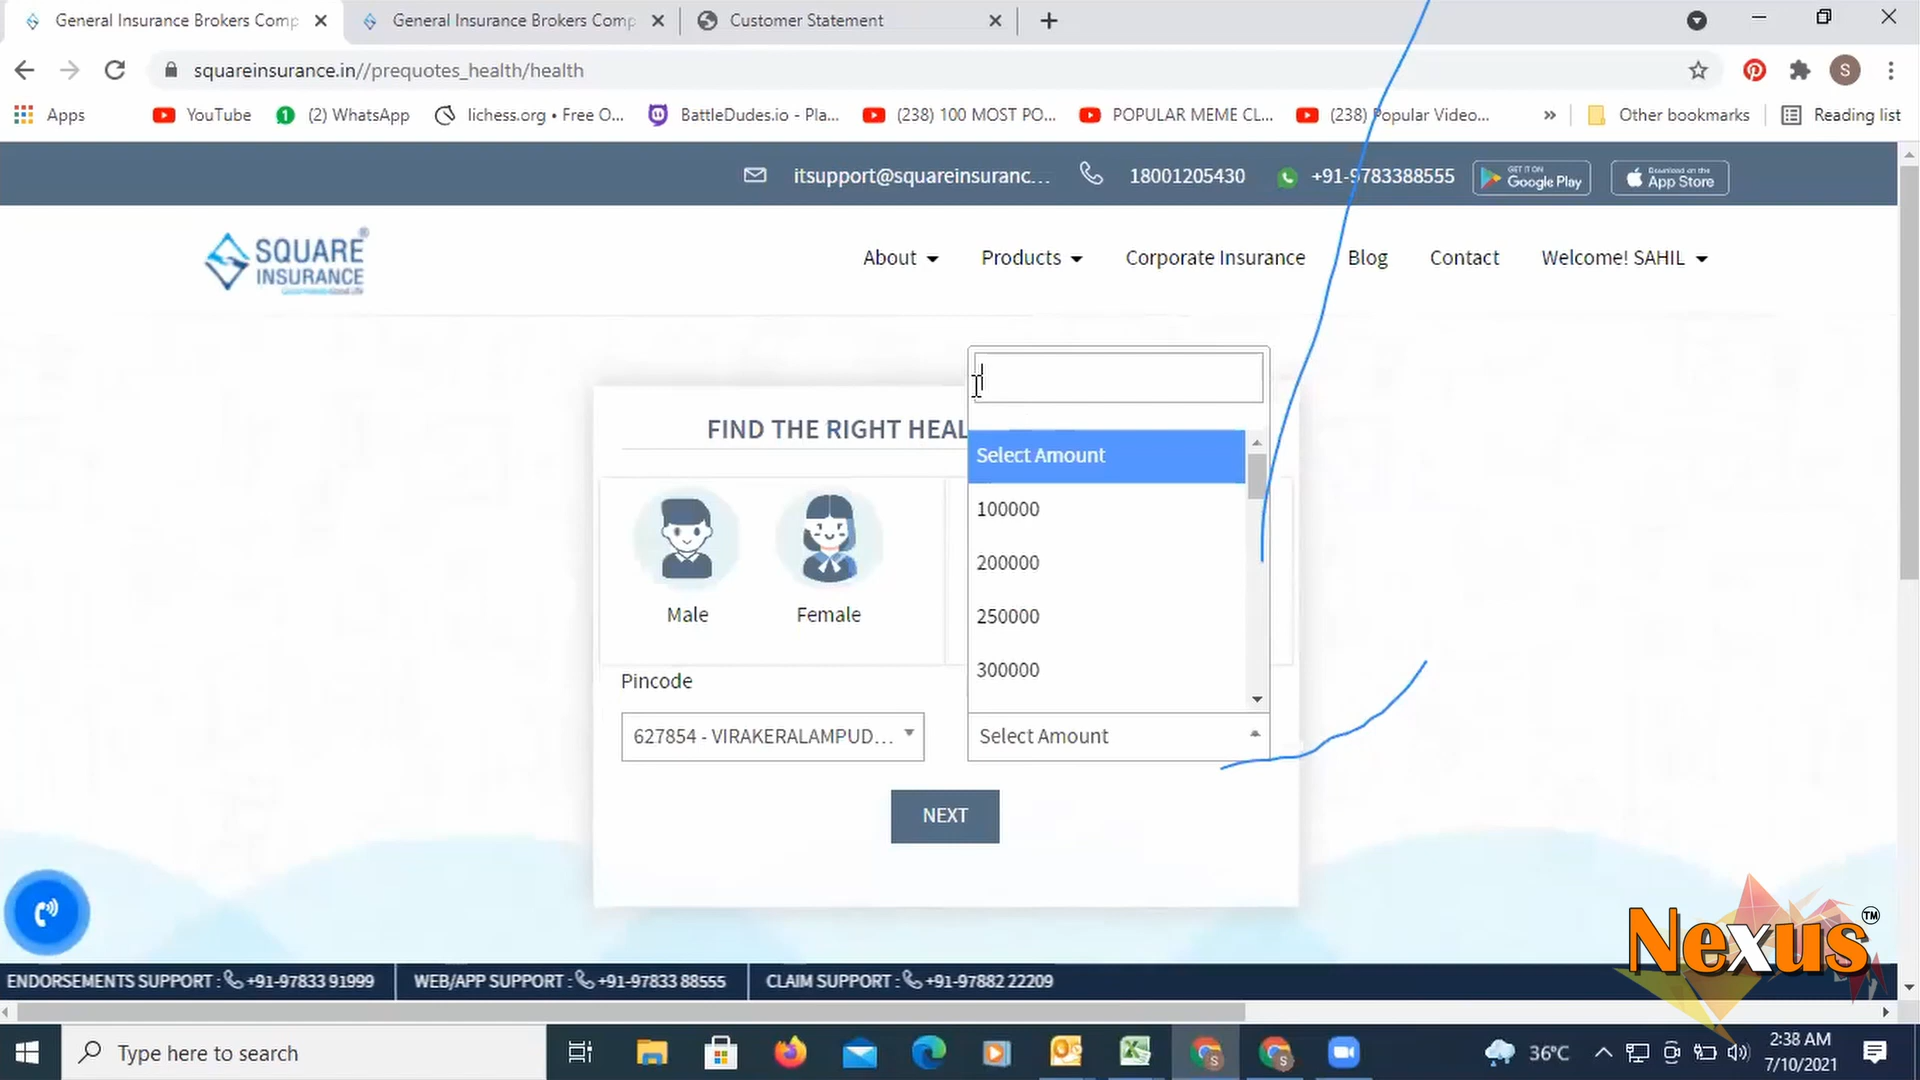 General Insurance Brokers Comp
General Insurance Brokers Comp
Customer Statement
squareinsurance.in//prequotes_health/health
Apps
YouTube
(2) WhatsApp
lichess.org • Free O...
BattleDudes.io - Pla...
(238) 100 MOST PO...
POPULAR MEME CL...
(238) Popular Video...
Other bookmarks
Reading list
itsupport@squareinsuranc...
18001205430
+91-9783388555
GET IT ON
Google Play
Download on the
App Store
SQUARE®
INSURANCE
About
Products
Corporate Insurance
Blog
Contact
Welcome! SAHIL
FIND THE RIGHT HEAL
Select Amount
100000
200000
250000
300000
Male
Female
Pincode
627854 - VIRAKERALAMPUD...
Select Amount
NEXT
Nexus™
ENDORSEMENTS SUPPORT : +91-97833 91999
WEB/APP SUPPORT : +91-97833 88555
CLAIM SUPPORT : +91-97882 22209
Type here to search
36°C
2:38 AM
7/10/2021